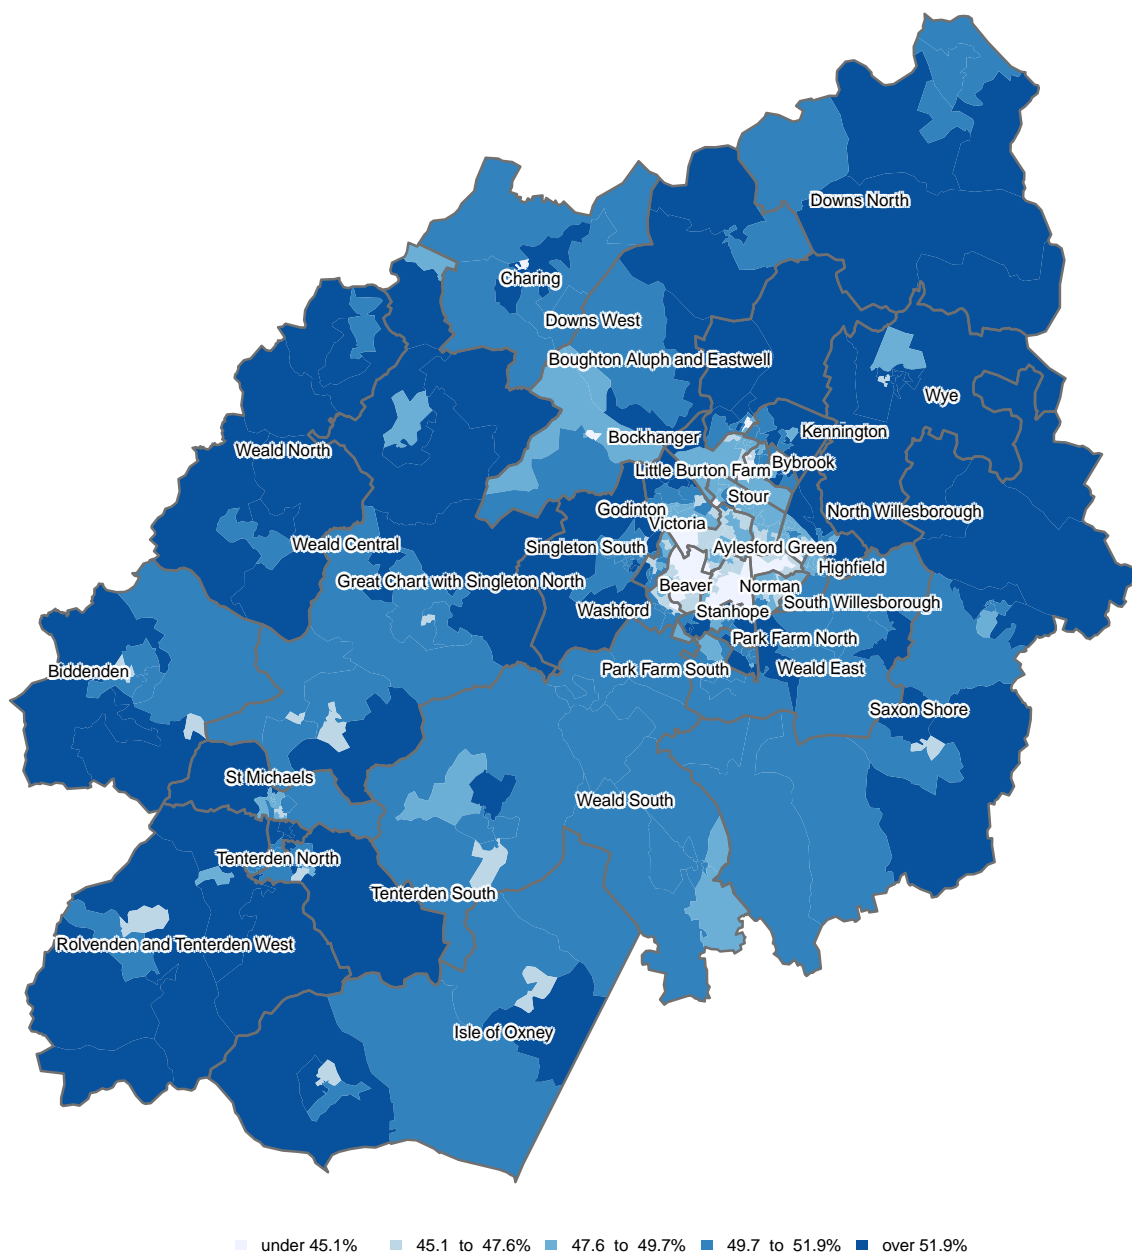 Downs North
Charing
Downs West
Boughton Aluph and Eastwell
Wye
Kennington
Bockhanger
Weald North
Bybrook
Little Burton Farm
Stour
Godinton
North Willesborough
Victoria
Weald Central
Singleton South
Aylesford Green
Highfield
Great Chart with Singleton North
Beaver
Norman
South Willesborough
Washford
Stanhope
Park Farm North
Biddenden
Park Farm South
Weald East
Saxon Shore
St Michaels
Weald South
Tenterden North
Tenterden South
Rolvenden and Tenterden West
Isle of Oxney
under 45.1% 45.1 to 47.6% 47.6 to 49.7% 49.7 to 51.9% over 51.9%